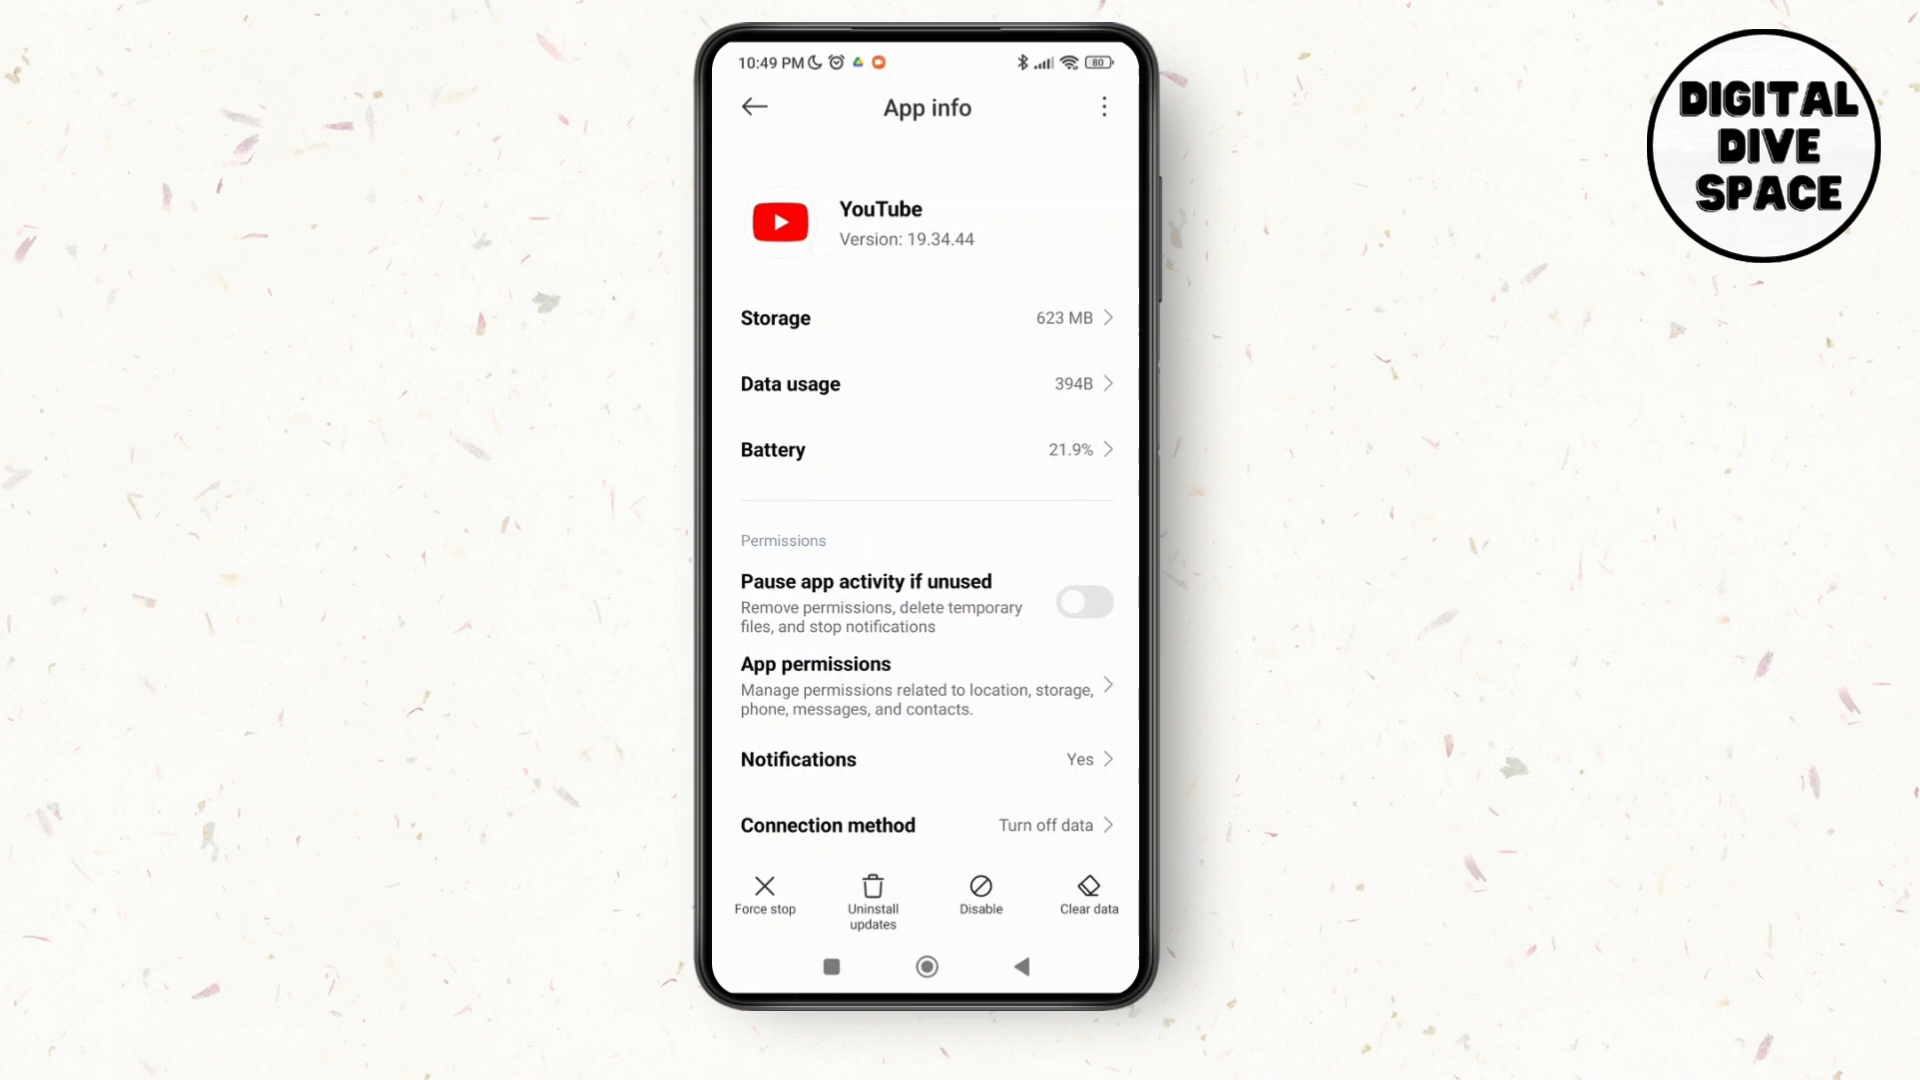 10:49 PM
80
App info
YouTube
Version: 19.34.44
Storage
623 MB
Data usage
394B
Battery
21.9%
Permissions
Pause app activity if unused
Remove permissions, delete temporary
files, and stop notifications
App permissions
Manage permissions related to location, storage,
phone, messages, and contacts.
Notifications
Yes
Connection method
Turn off data
Force stop
Uninstall
updates
Disable
Clear data
DIGITAL
DIVE
SPACE